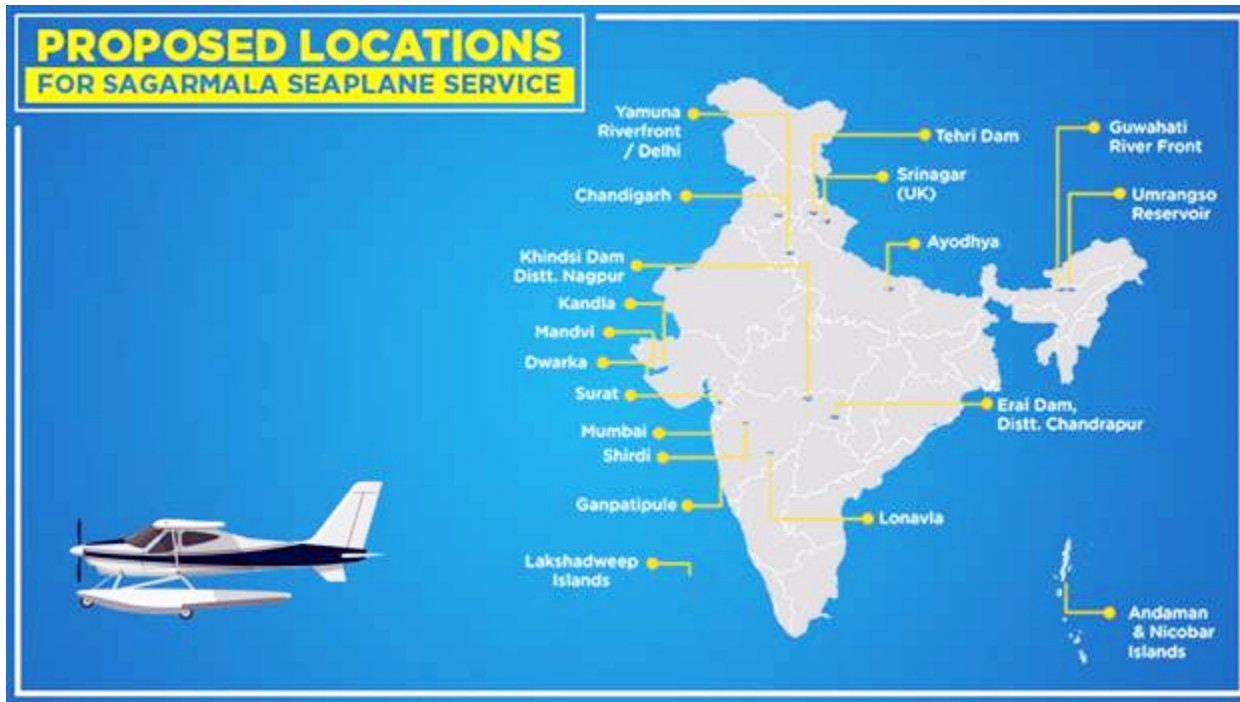 PROPOSED LOCATIONS
FOR SAGARMALA SEAPLANE SERVICE
Yamuna
Riverfront
/ Delhi
Chandigarh
Khindsi Dam
Distt. Nagpur
Kandla
Mandvi
Dwarka
Surat
Mumbai
Shirdi
Ganpatipule
Lakshadweep
Islands
Tehri Dam
Srinagar
(UK)
Ayodhya
Guwahati
River Front
Umrangso
Reservoir
Erai Dam,
Distt. Chandrapur
Lonavla
Andaman
& Nicobar
Islands